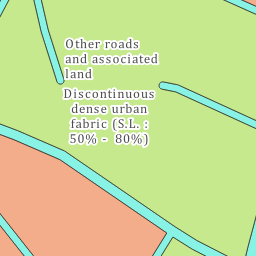 Other roads
and associated
land
Discontinuous
dense urban
fabric (S.L. :
50% - 80%)